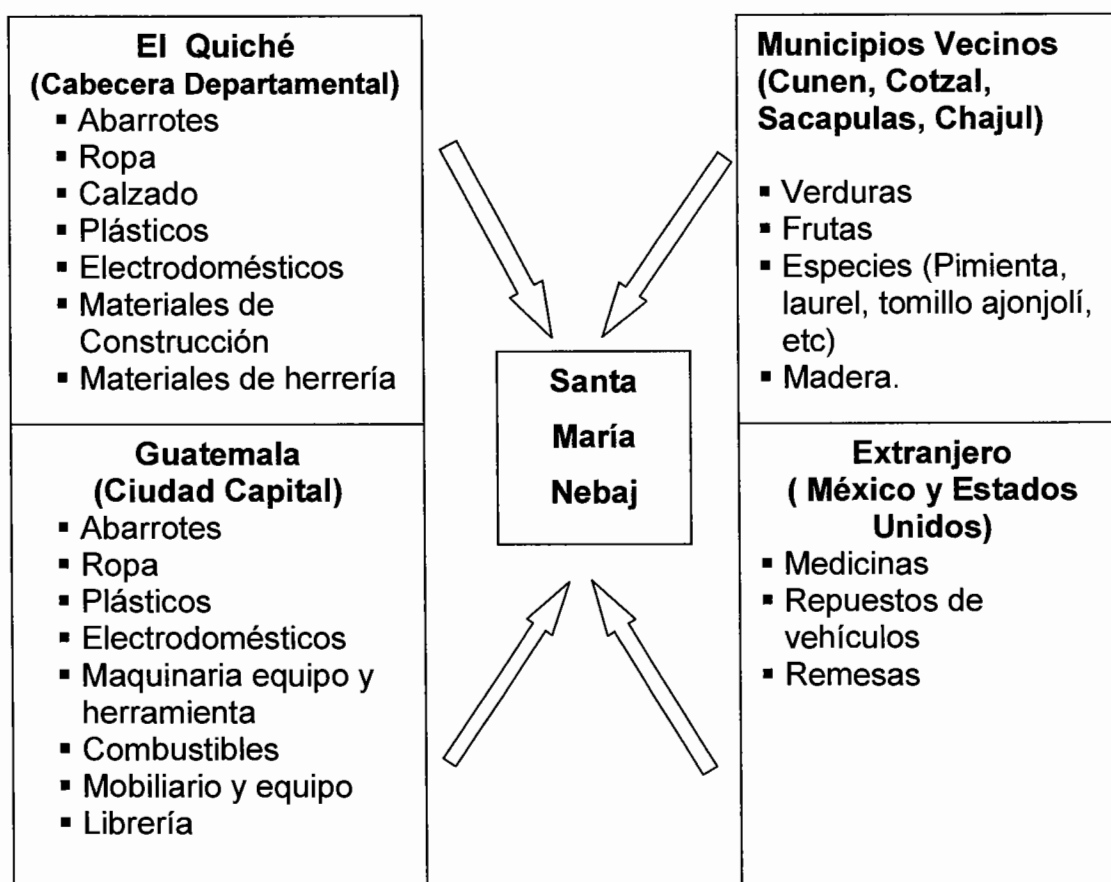 El Quiché
(Cabecera Departamental)
▪ Abarrotes
▪ Ropa
▪ Calzado
▪ Plásticos
▪ Electrodomésticos
▪ Materiales de
Construcción
▪ Materiales de herrería
Municipios Vecinos
(Cunen, Cotzal,
Sacapulas, Chajul)
▪ Verduras
▪ Frutas
▪ Especies (Pimienta,
laurel, tomillo ajonjolí,
etc)
▪ Madera.
Santa
María
Nebaj
Guatemala
(Ciudad Capital)
▪ Abarrotes
▪ Ropa
▪ Plásticos
▪ Electrodomésticos
▪ Maquinaria equipo y
herramienta
▪ Combustibles
▪ Mobiliario y equipo
▪ Librería
Extranjero
( México y Estados
Unidos)
▪ Medicinas
▪ Repuestos de
vehículos
▪ Remesas